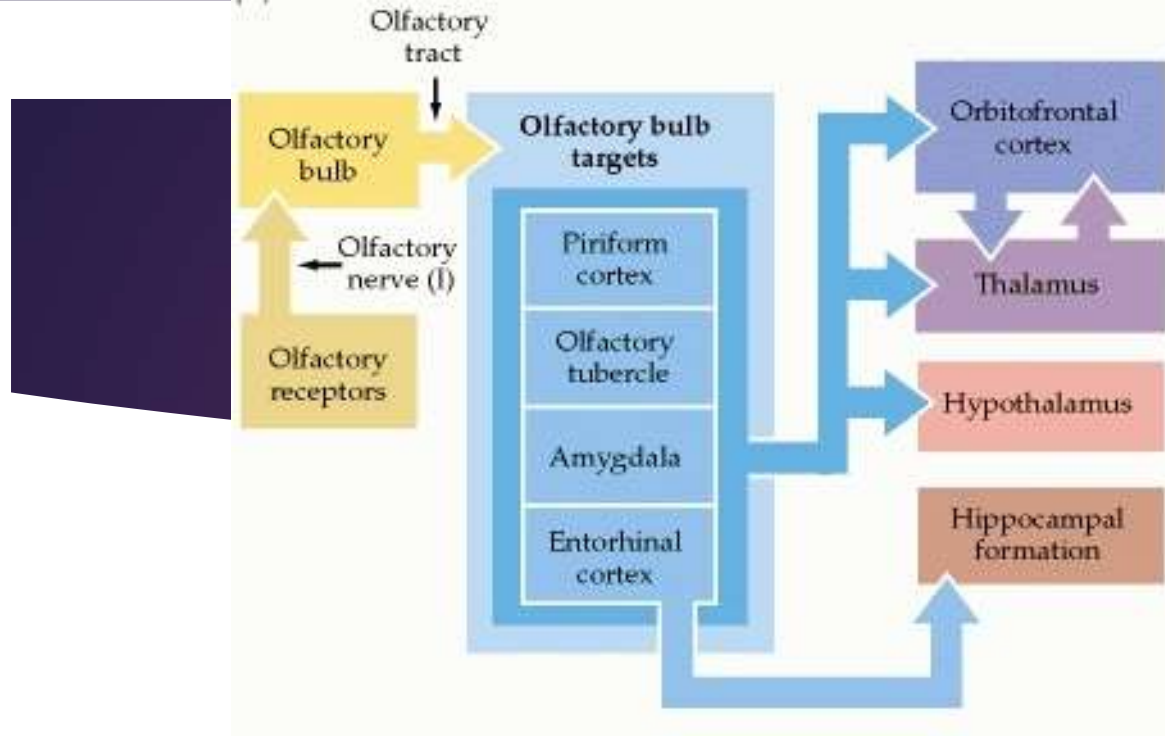 Olfactory
tract
Olfactory
bulb
Olfactory
nerve (I)
Olfactory
receptors
Olfactory bulb
targets
Piriform
cortex
Olfactory
tubercle
Amygdala
Entorhinal
cortex
Orbitofrontal
cortex
Thalamus
Hypothalamus
Hippocampal
formation